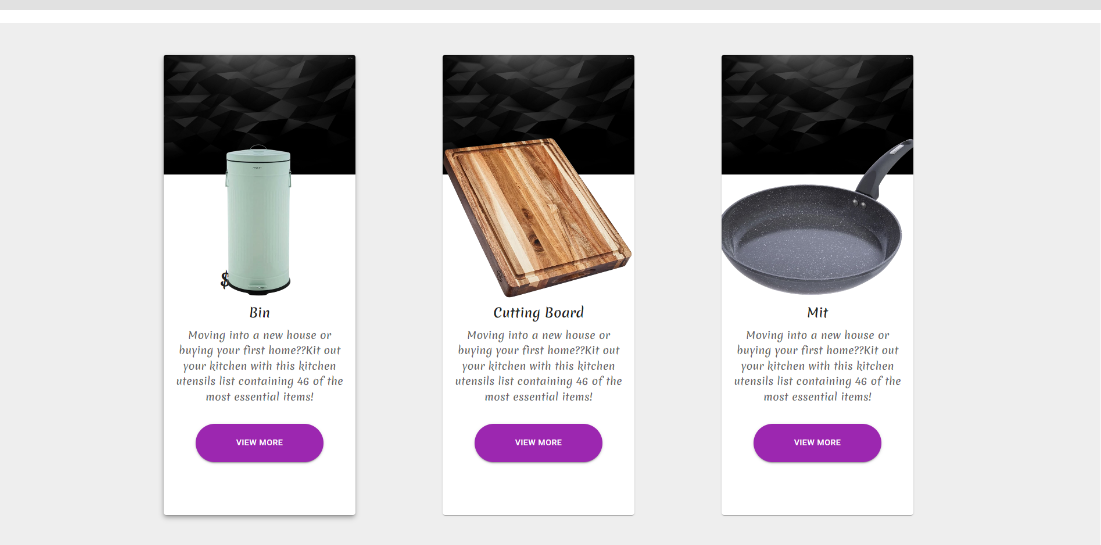 $
Bin
Moving into a new house or
buying your first home??Kit out
your kitchen with this kitchen
utensils list containing 46 of the
most essential items!
VIEW MORE
Cutting Board
Moving into a new house or
buying your first home??Kit out
your kitchen with this kitchen
utensils list containing 46 of the
most essential items!
VIEW MORE
Mit
Moving into a new house or
buying your first home??Kit out
your kitchen with this kitchen
utensils list containing 46 of the
most essential items!
VIEW MORE